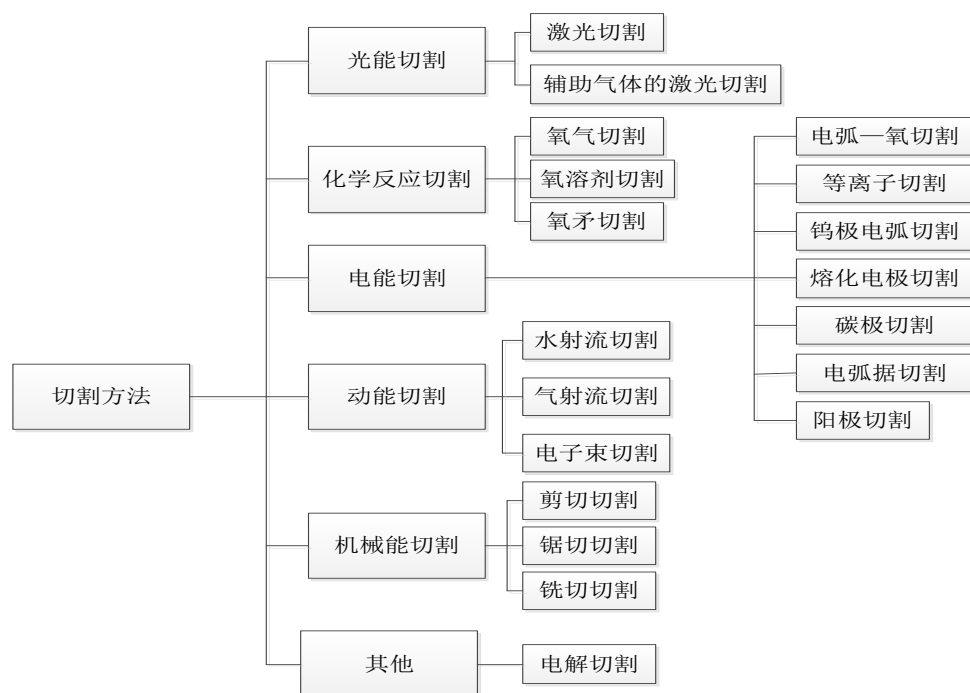 切割方法
光能切割
激光切割
辅助气体的激光切割
化学反应切割
氧气切割
氧溶剂切割
氧矛切割
电能切割
电弧—氧切割
等离子切割
钨极电弧切割
熔化电极切割
碳极切割
电弧据切割
阳极切割
动能切割
水射流切割
气射流切割
电子束切割
机械能切割
剪切切割
锯切切割
铣切切割
其他
电解切割